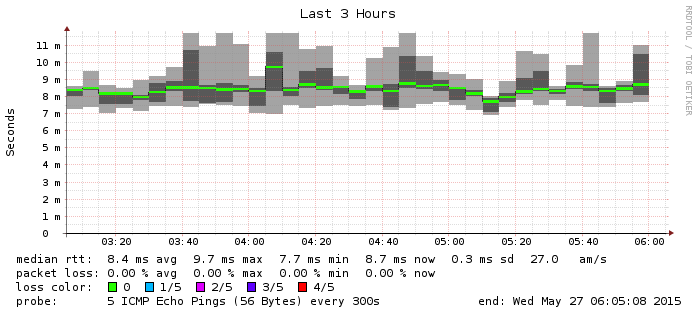 Last 3 Hours
RRDTOOL / TOBI OETIKER
Seconds
11 m
10 m
9 m
8 m
7 m
6 m
5 m
4 m
3 m
2 m
1 m
0
03:20 03:40 04:00 04:20 04:40 05:00 05:20 05:40 06:00
median rtt: 8.4 ms avg 9.7 ms max 7.7 ms min 8.7 ms now 0.3 ms sd 27.0 am/s
packet loss: 0.00 % avg 0.00 % max 0.00 % min 0.00 % now
loss color: 0 1/5 2/5 3/5 4/5
probe: 5 ICMP Echo Pings (56 Bytes) every 300s end: Wed May 27 06:05:08 2015